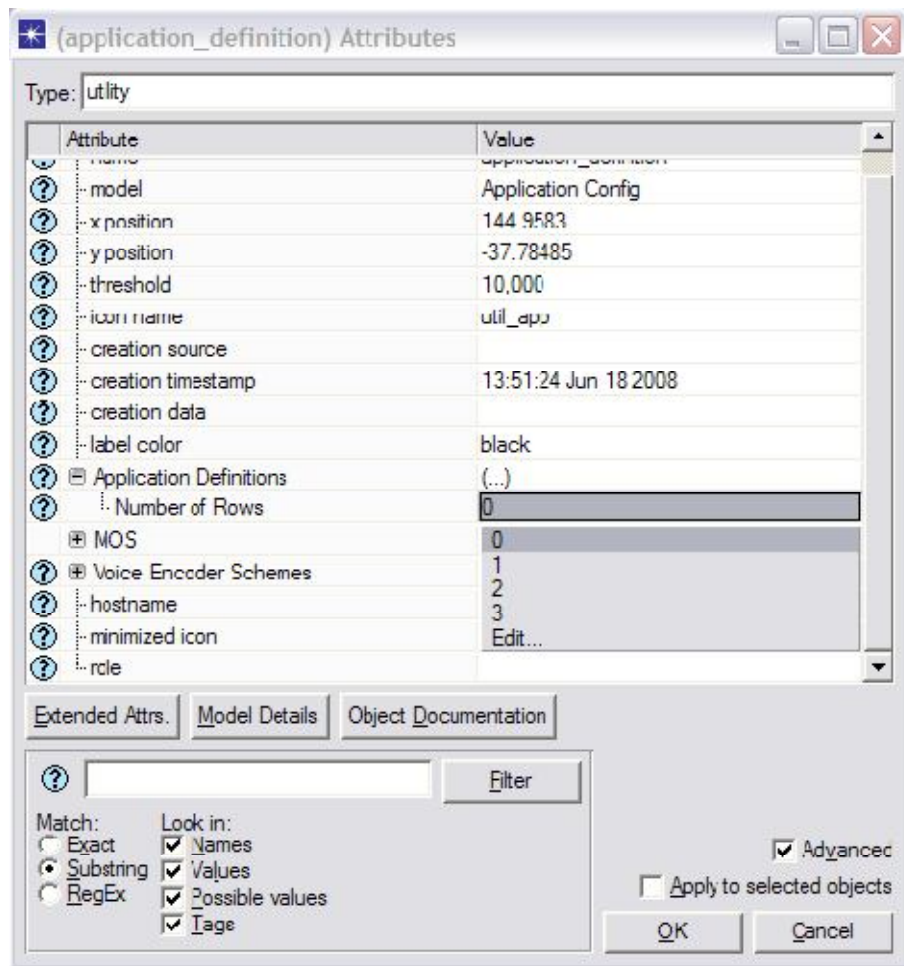 (application_definition) Attributes
Type: utility
Attribute Value
name application_definition
model Application Config
x position 144.9583
y position -37.78485
threshold 10,000
icon name util_app
creation source
creation timestamp 13:51:24 Jun 18 2008
creation data
label color black
Application Definitions (...)
Number of Rows 0
MOS 0
1
Voice Encoder Schemes
2
hostname 3
minimized icon Edit...
role
Extended Attrs. Model Details Object Documentation
Filter
Match: Look in:
Exact Names
Substring Values
RegEx Possible values
Tags
Advanced
Apply to selected objects
OK Cancel